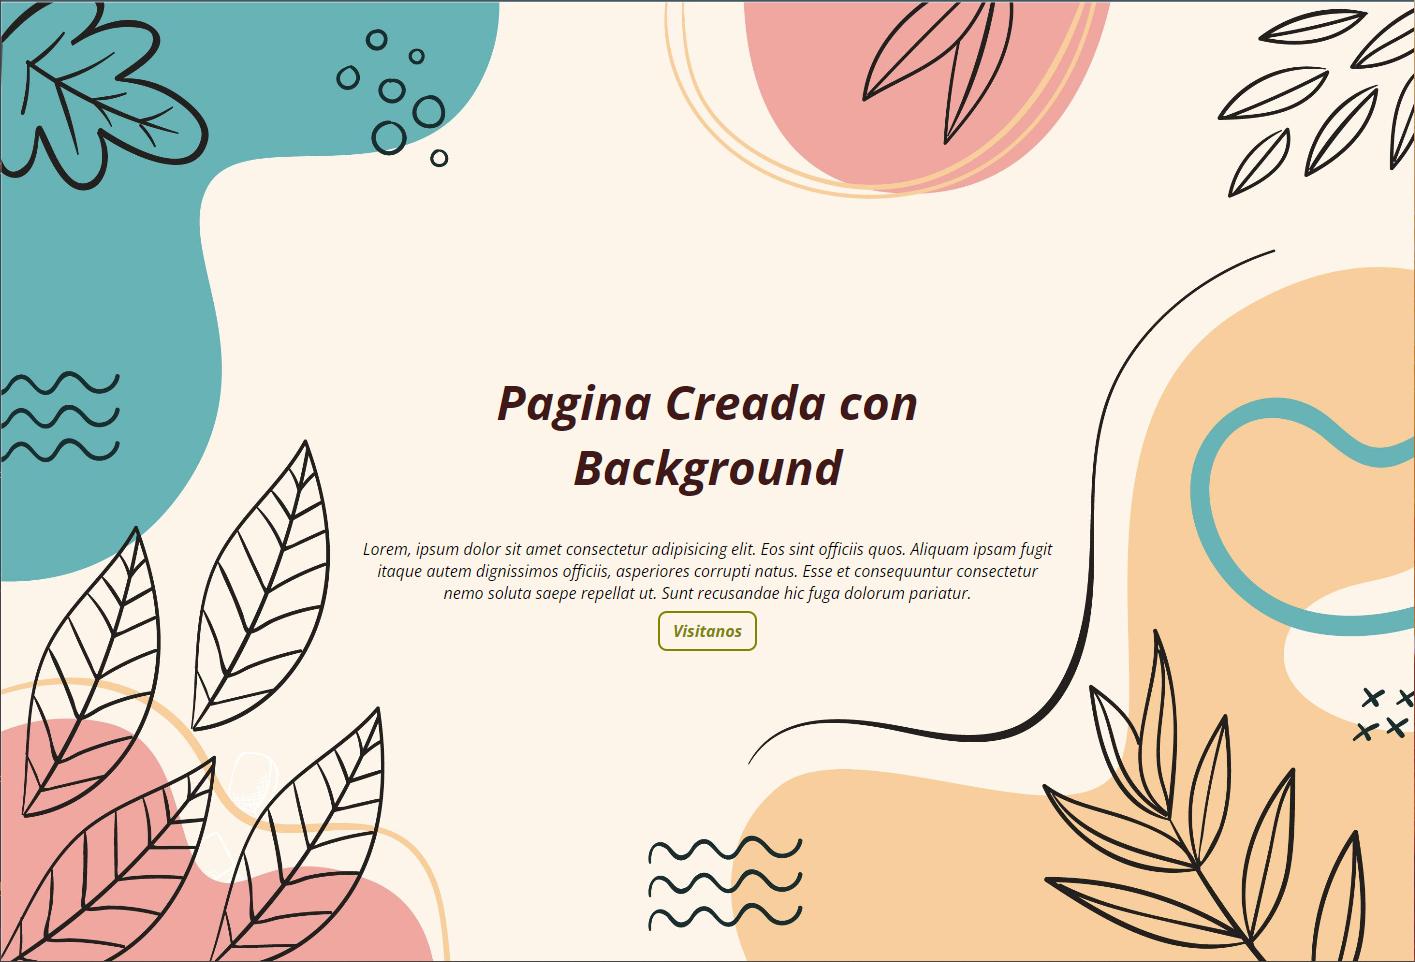 Pagina Creada con
Background
Lorem, ipsum dolor sit amet consectetur adipisicing elit. Eos sint officiis quos. Aliquam ipsam fugit
itaque autem dignissimos officiis, asperiores corrupti natus. Esse et consequuntur consectetur
nemo soluta saepe repellat ut. Sunt recusandae hic fuga dolorum pariatur.
Visitanos